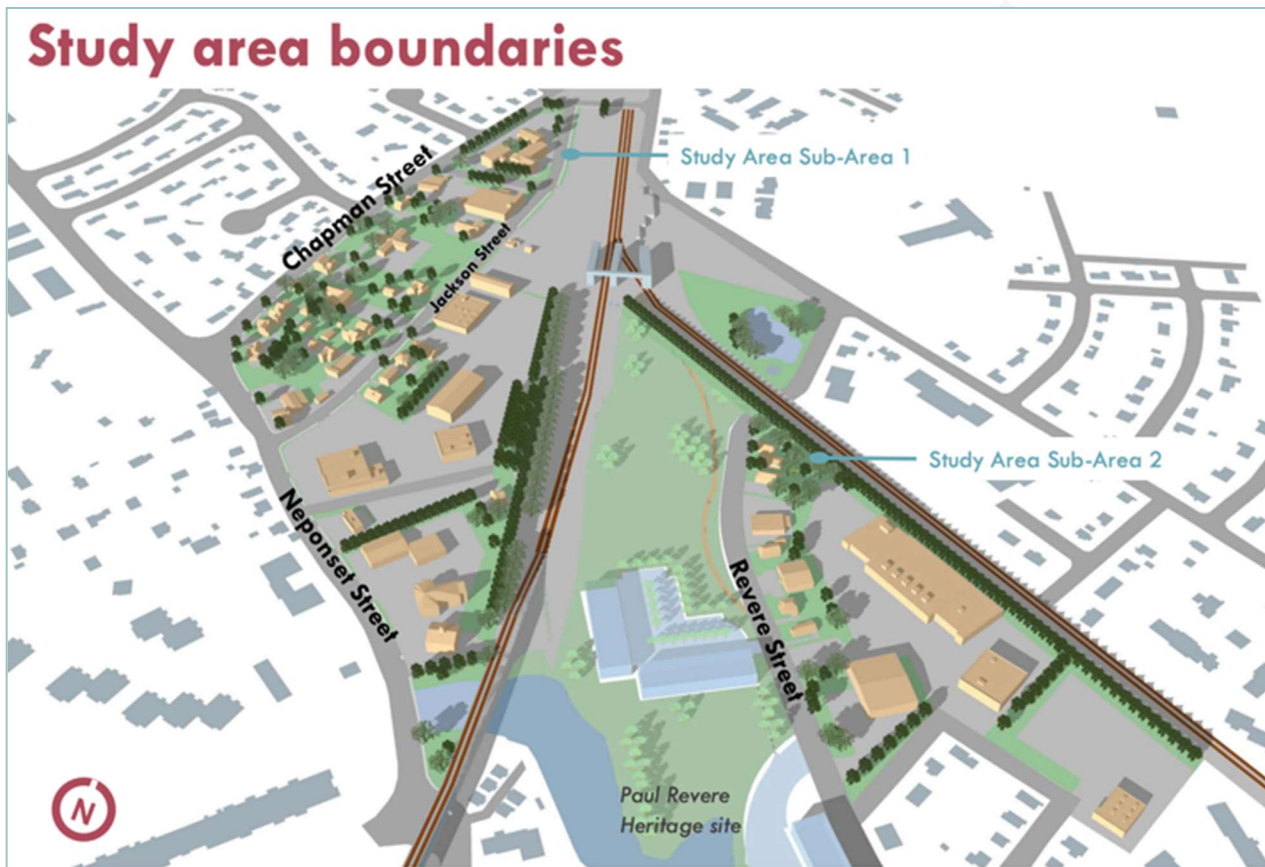 Study area boundaries
Study Area Sub-Area 1
Chapman Street
Jackson Street
Study Area Sub-Area 2
Neponset Street
Revere Street
Paul Revere
Heritage site
N